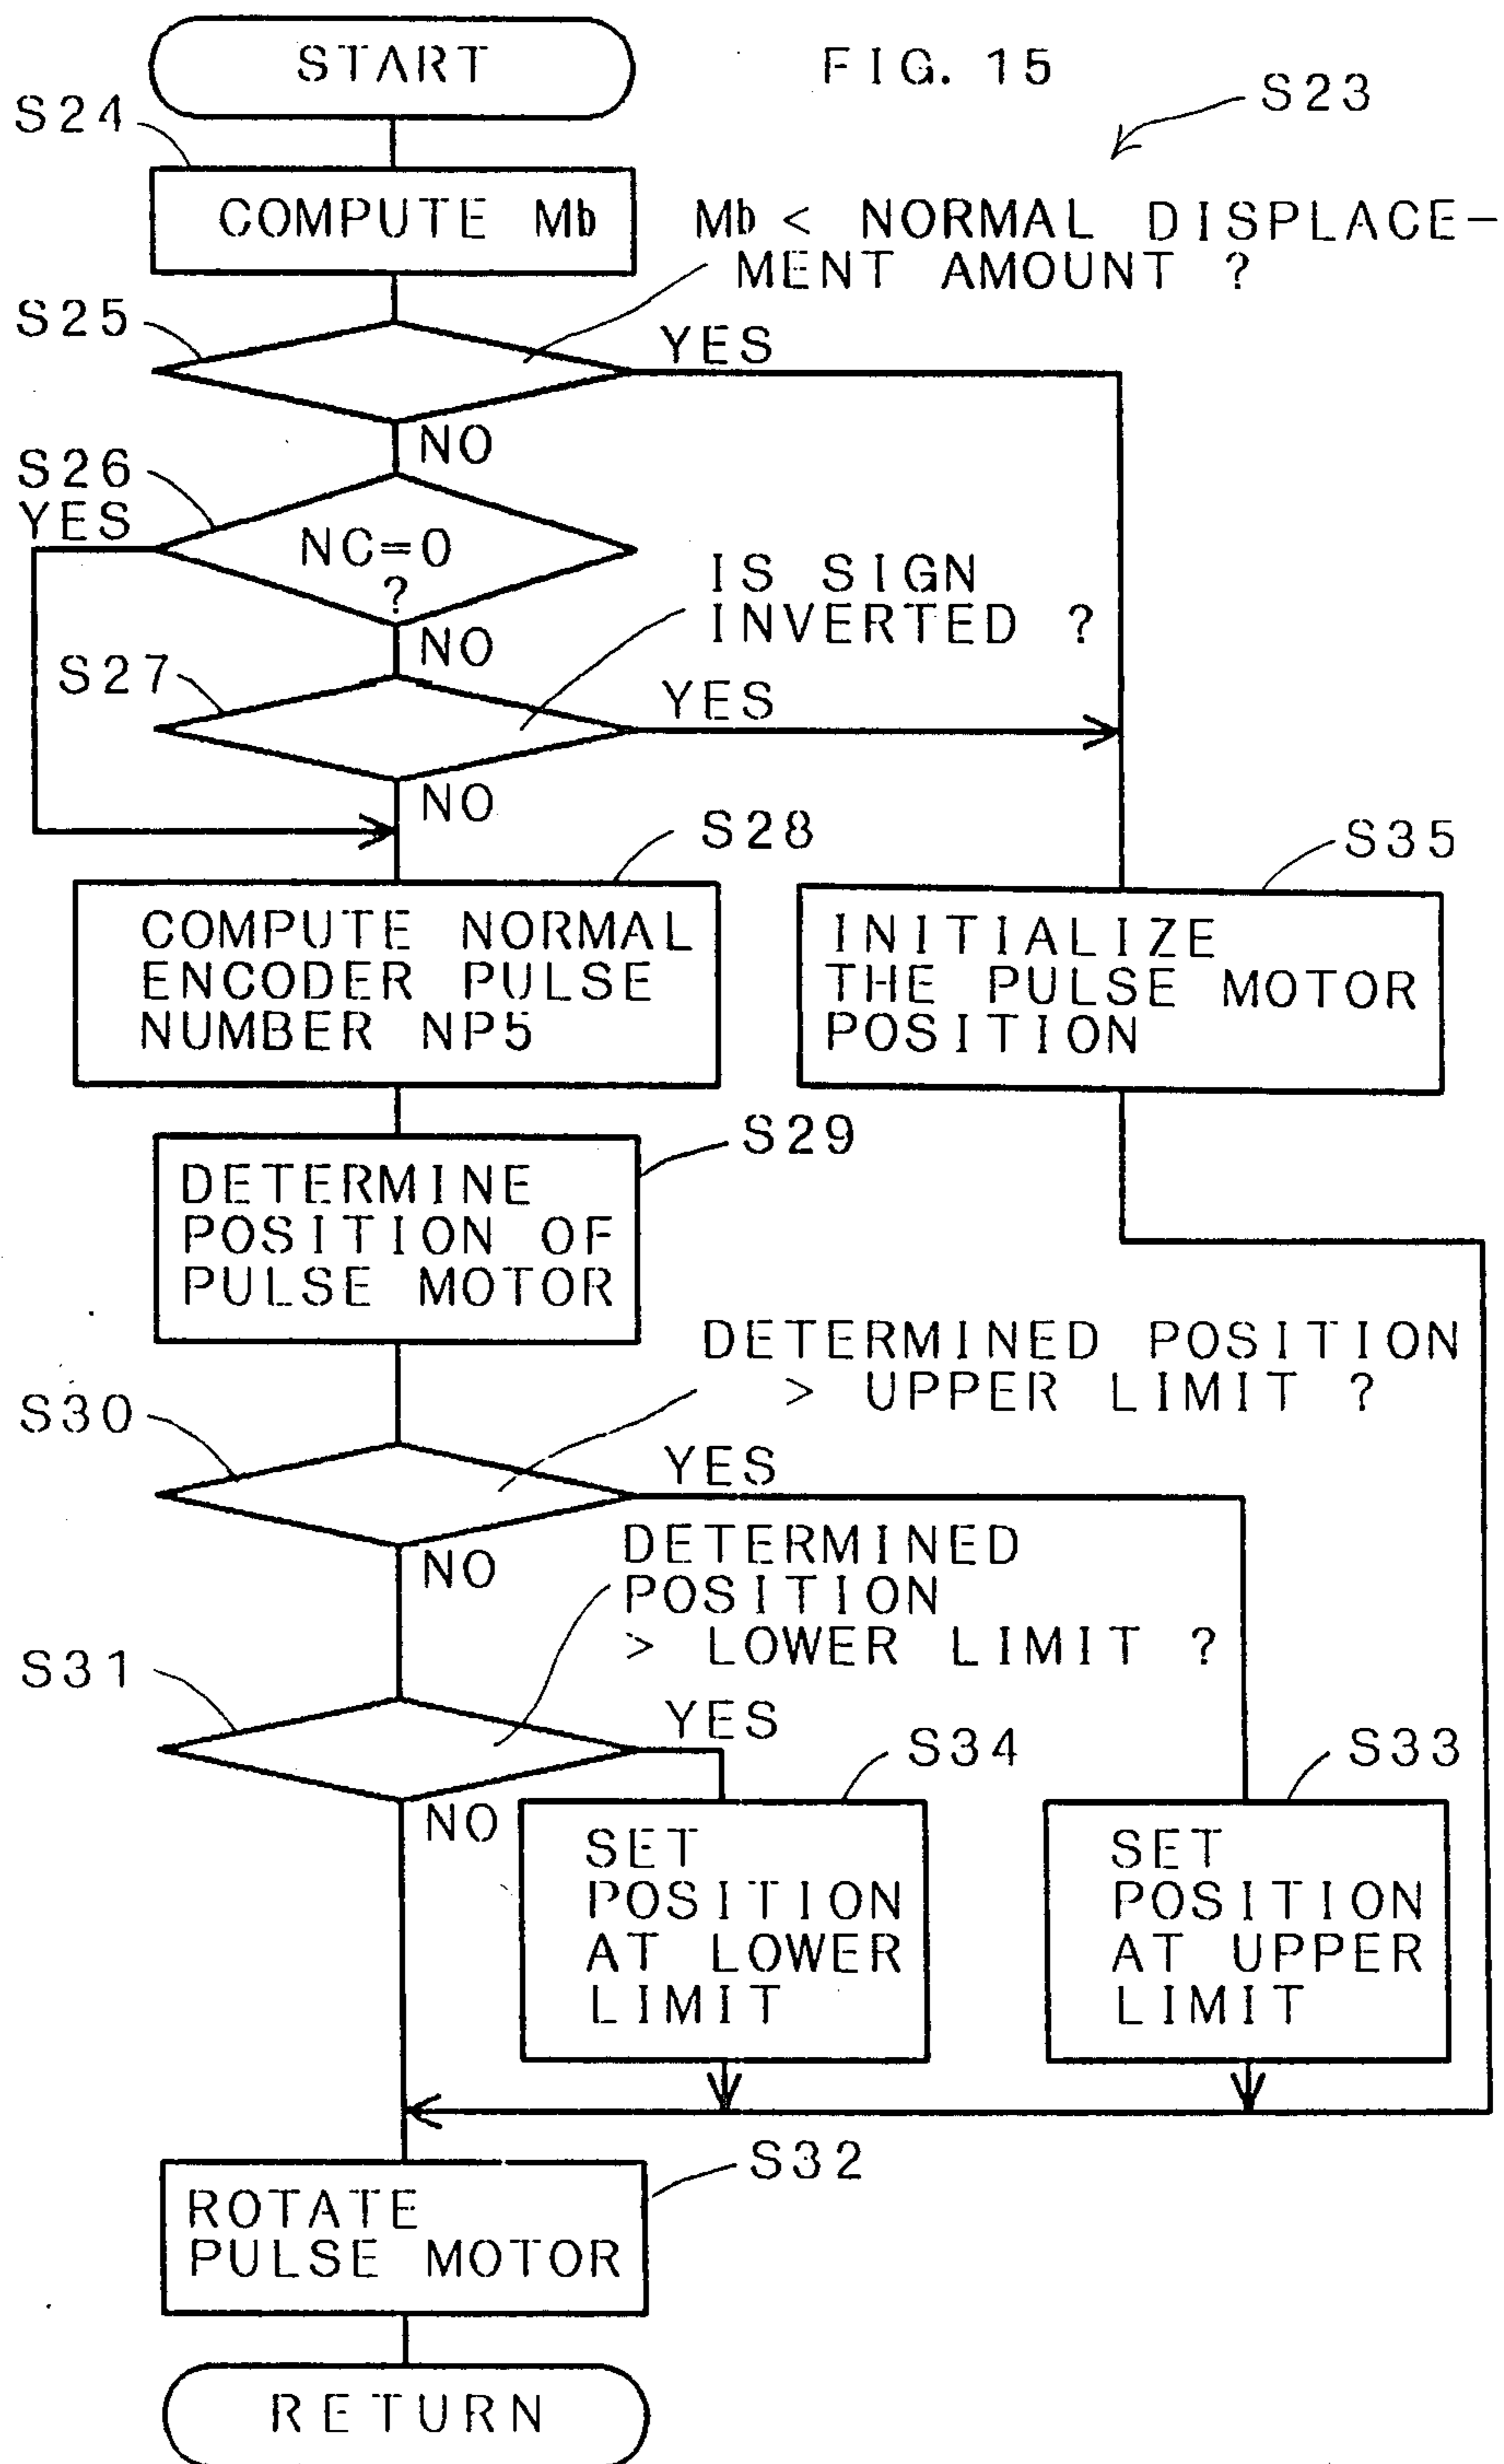 START
FIG. 15
S23
S24
COMPUTE Mb
Mb < NORMAL DISPLACE-
MENT AMOUNT ?
S25
YES
NO
S26
YES
NC=0
?
NO
IS SIGN
INVERTED ?
S27
YES
NO
S28
COMPUTE NORMAL
ENCODER PULSE
NUMBER NP5
S35
INITIALIZE
THE PULSE MOTOR
POSITION
S29
DETERMINE
POSITION OF
PULSE MOTOR
DETERMINED POSITION
> UPPER LIMIT ?
S30
YES
NO
DETERMINED
POSITION
> LOWER LIMIT ?
S31
YES
NO
S34
SET
POSITION
AT LOWER
LIMIT
S33
SET
POSITION
AT UPPER
LIMIT
S32
ROTATE
PULSE MOTOR
RETURN